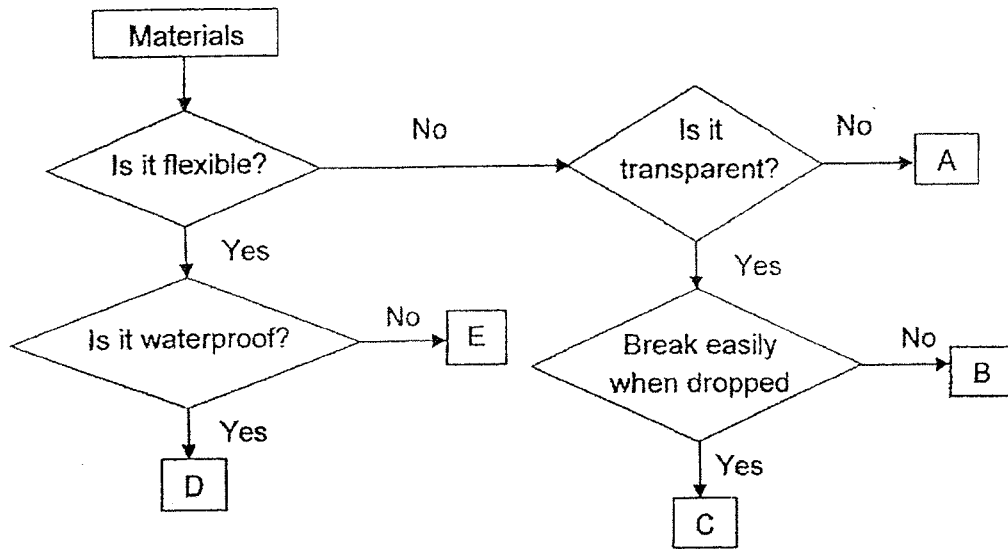 Materials
Is it flexible?
No
Is it
transparent?
No
A
Yes
Yes
Is it waterproof?
No
E
Break easily
when dropped
No
B
Yes
D
Yes
C